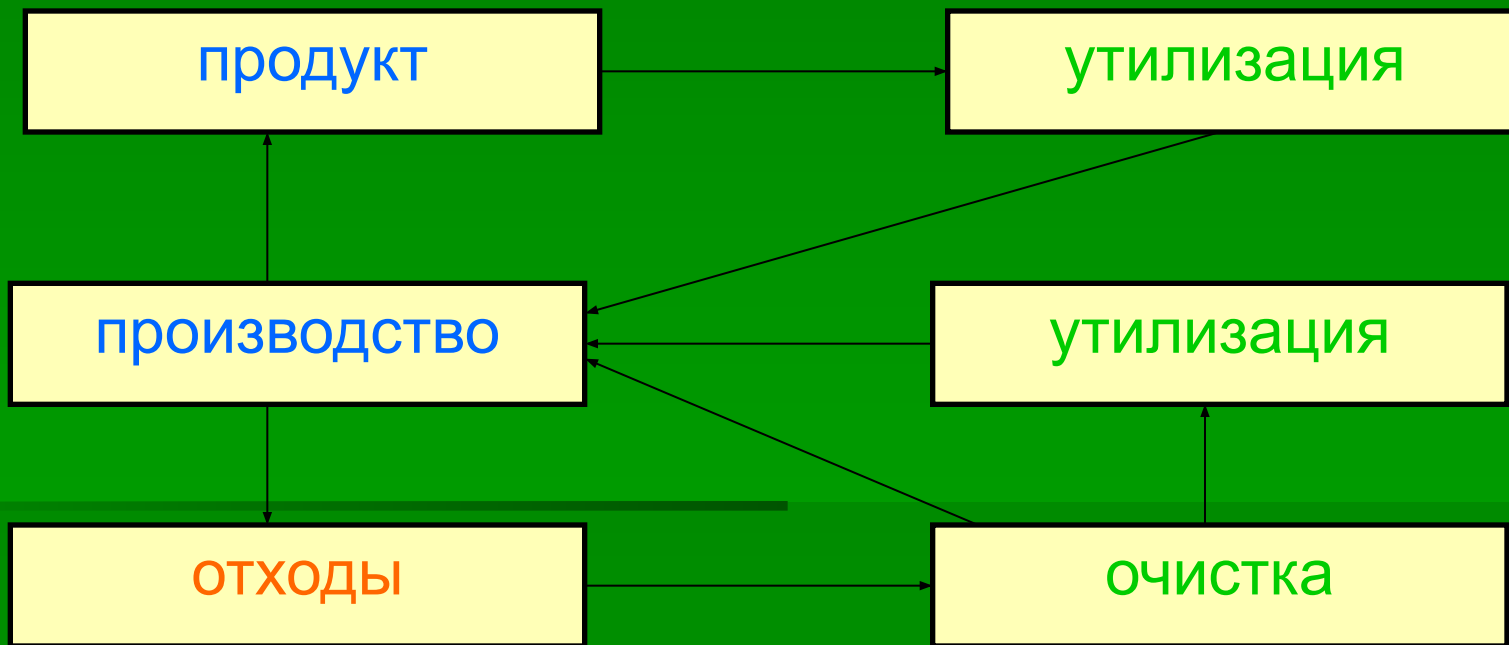 продукт
утилизация
производство
утилизация
отходы
очистка